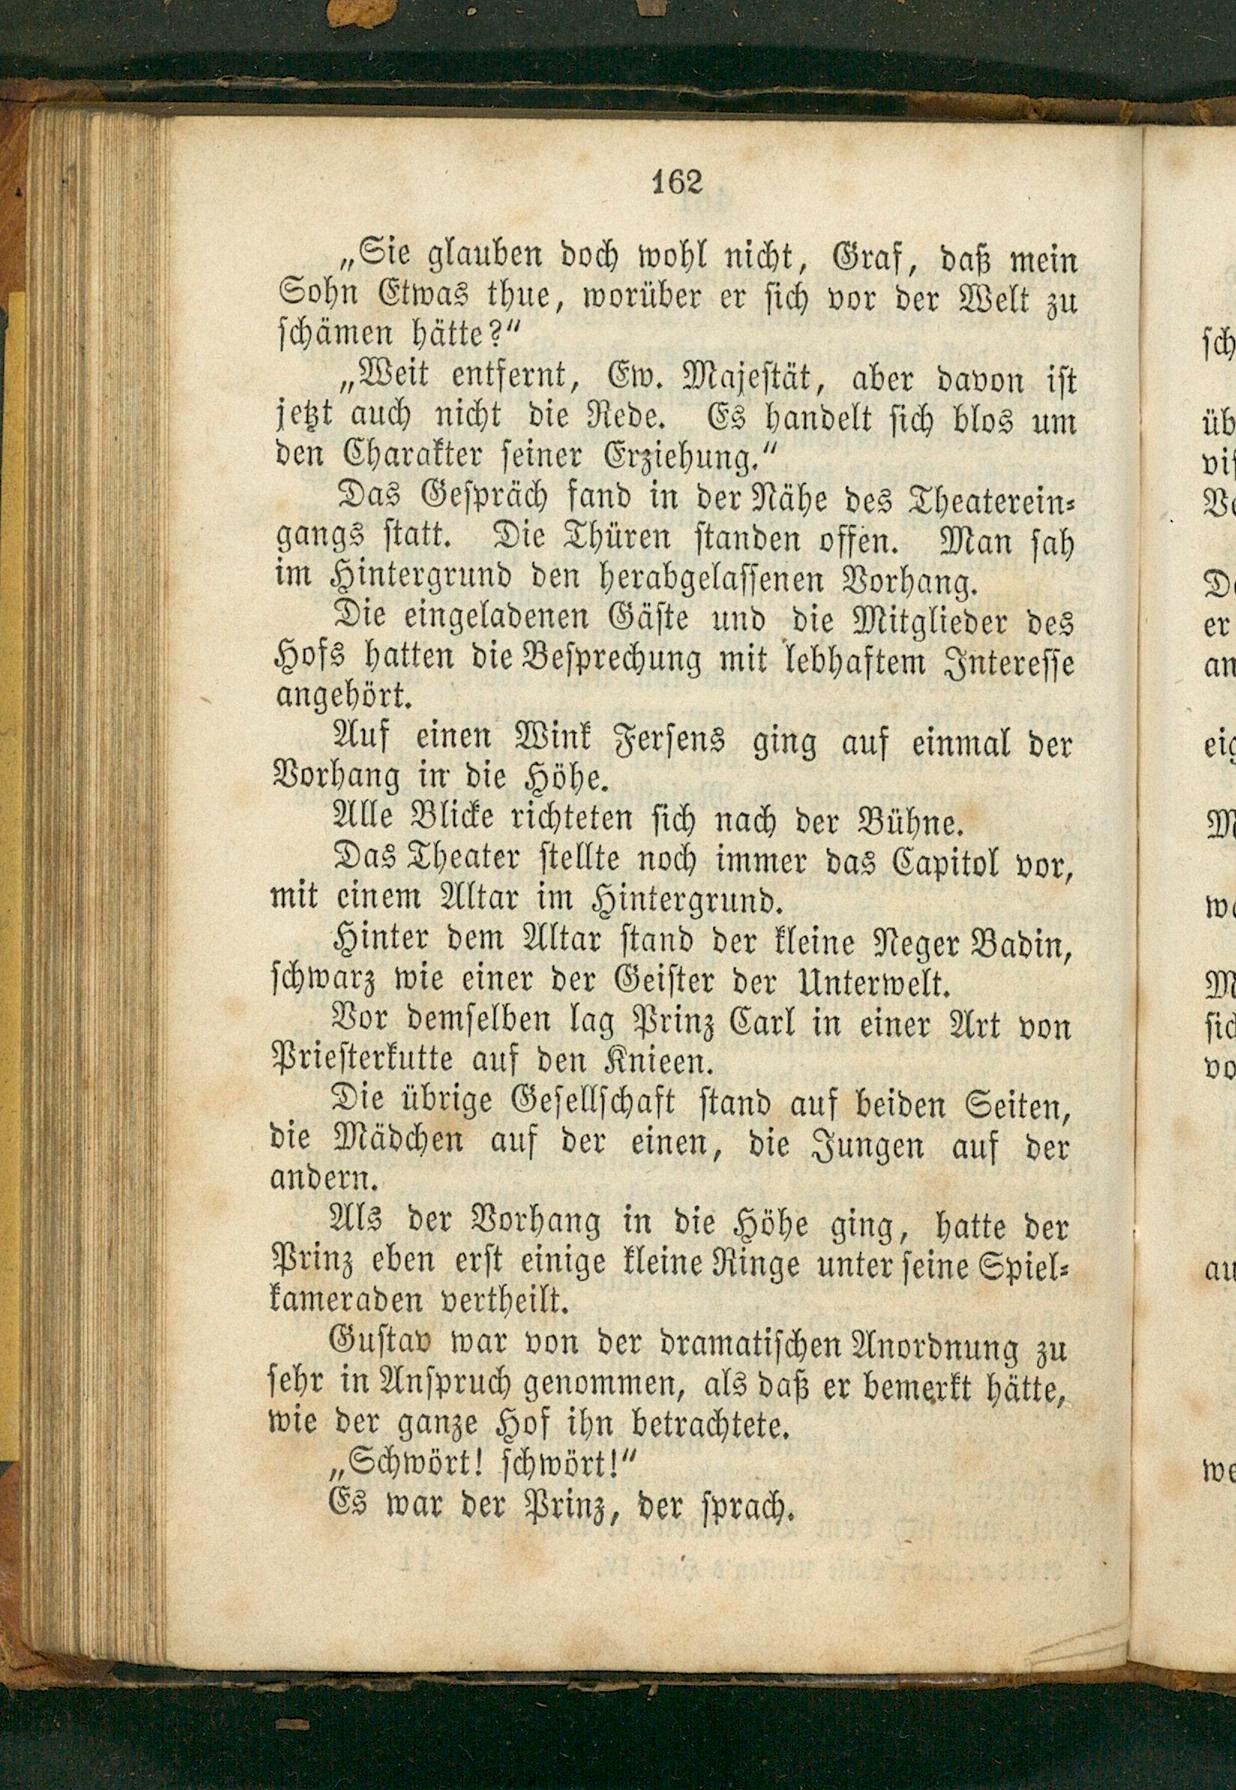 162
„Sie glauben doch wohl nicht, Graf, daß mein
Sohn Etwas thue, worüber er sich vor der Welt zu
schämen hätte?“
„Weit entfernt, Ew. Majestät, aber davon ist
jetzt auch nicht die Rede. Es handelt sich blos um
den Charakter seiner Erziehung.“
Das Gespräch fand in der Nähe des Theaterein-
gangs statt. Die Thüren standen offen. Man sah
im Hintergrund den herabgelassenen Vorhang.
Die eingeladenen Gäste und die Mitglieder des
Hofs hatten die Besprechung mit lebhaftem Interesse
angehört.
Auf einen Wink Fersens ging auf einmal der
Vorhang in die Höhe.
Alle Blicke richteten sich nach der Bühne.
Das Theater stellte noch immer das Capitol vor,
mit einem Altar im Hintergrund.
Hinter dem Altar stand der kleine Neger Badin,
schwarz wie einer der Geister der Unterwelt.
Vor demselben lag Prinz Carl in einer Art von
Priesterkutte auf den Knieen.
Die übrige Gesellschaft stand auf beiden Seiten,
die Mädchen auf der einen, die Jungen auf der
andern.
Als der Vorhang in die Höhe ging, hatte der
Prinz eben erst einige kleine Ringe unter seine Spiel-
kameraden vertheilt.
Gustav war von der dramatischen Anordnung zu
sehr in Anspruch genommen, als daß er bemerkt hätte,
wie der ganze Hof ihn betrachtete.
„Schwört! schwört!“
Es war der Prinz, der sprach.